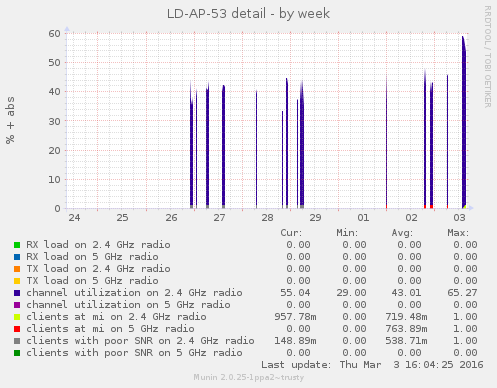 LD-AP-53 detail - by week
RRDTOOL / TOBI OETIKER
% + abs
60
50
40
30
20
10
0
24 25 26 27 28 29 01 02 03
Cur: Min: Avg: Max:
RX load on 2.4 GHz radio 0.00 0.00 0.00 0.00
RX load on 5 GHz radio 0.00 0.00 0.00 0.00
TX load on 2.4 GHz radio 0.00 0.00 0.00 0.00
TX load on 5 GHz radio 0.00 0.00 0.00 0.00
channel utilization on 2.4 GHz radio 55.04 29.00 43.01 65.27
channel utilization on 5 GHz radio 0.00 0.00 0.00 0.00
clients at mi on 2.4 GHz radio 957.78m 0.00 719.48m 1.00
clients at mi on 5 GHz radio 0.00 0.00 763.89m 1.00
clients with poor SNR on 2.4 GHz radio 148.89m 0.00 538.71m 1.00
clients with poor SNR on 5 GHz radio 0.00 0.00 0.00 0.00
Last update: Thu Mar 3 16:04:25 2016
Munin 2.0.25-1ppa2~trusty